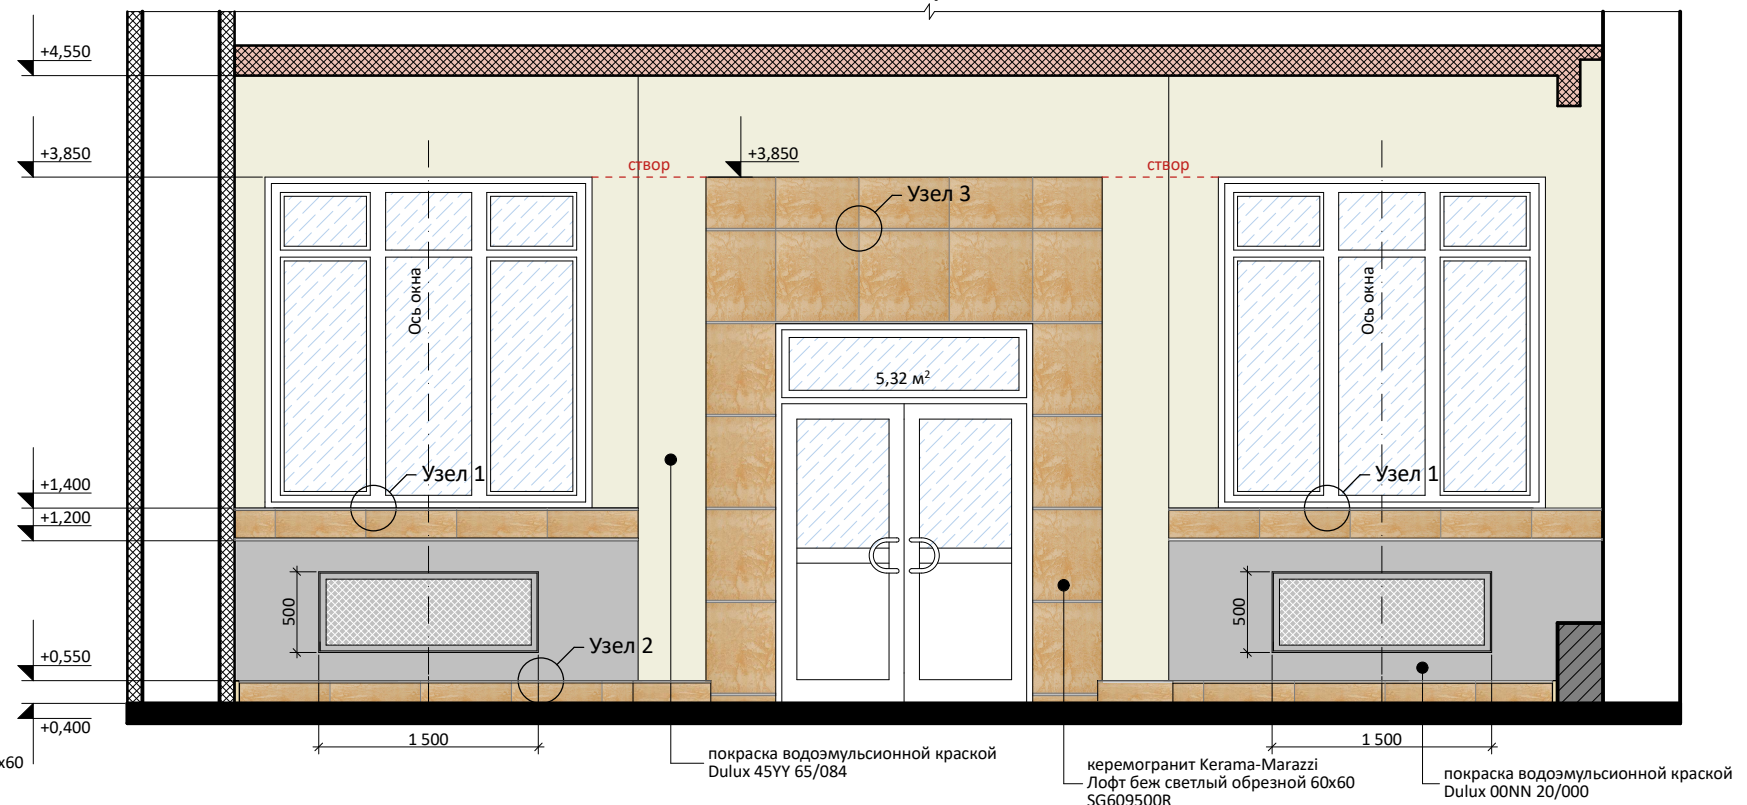 +4,550
+3,850
створ
+3,850
створ
Узел 3
Ось окна
Ось окна
5,32 м²
+1,400
Узел 1
Узел 1
+1,200
500
500
Узел 2
+0,550
+0,400
1 500
1 500
х60
покраска водоэмульсионной краской
Dulux 45YY 65/084
керемогранит Kerama-Marazzi
Лофт беж светлый обрезной 60х60
SG609500R
покраска водоэмульсионной краской
Dulux 00NN 20/000